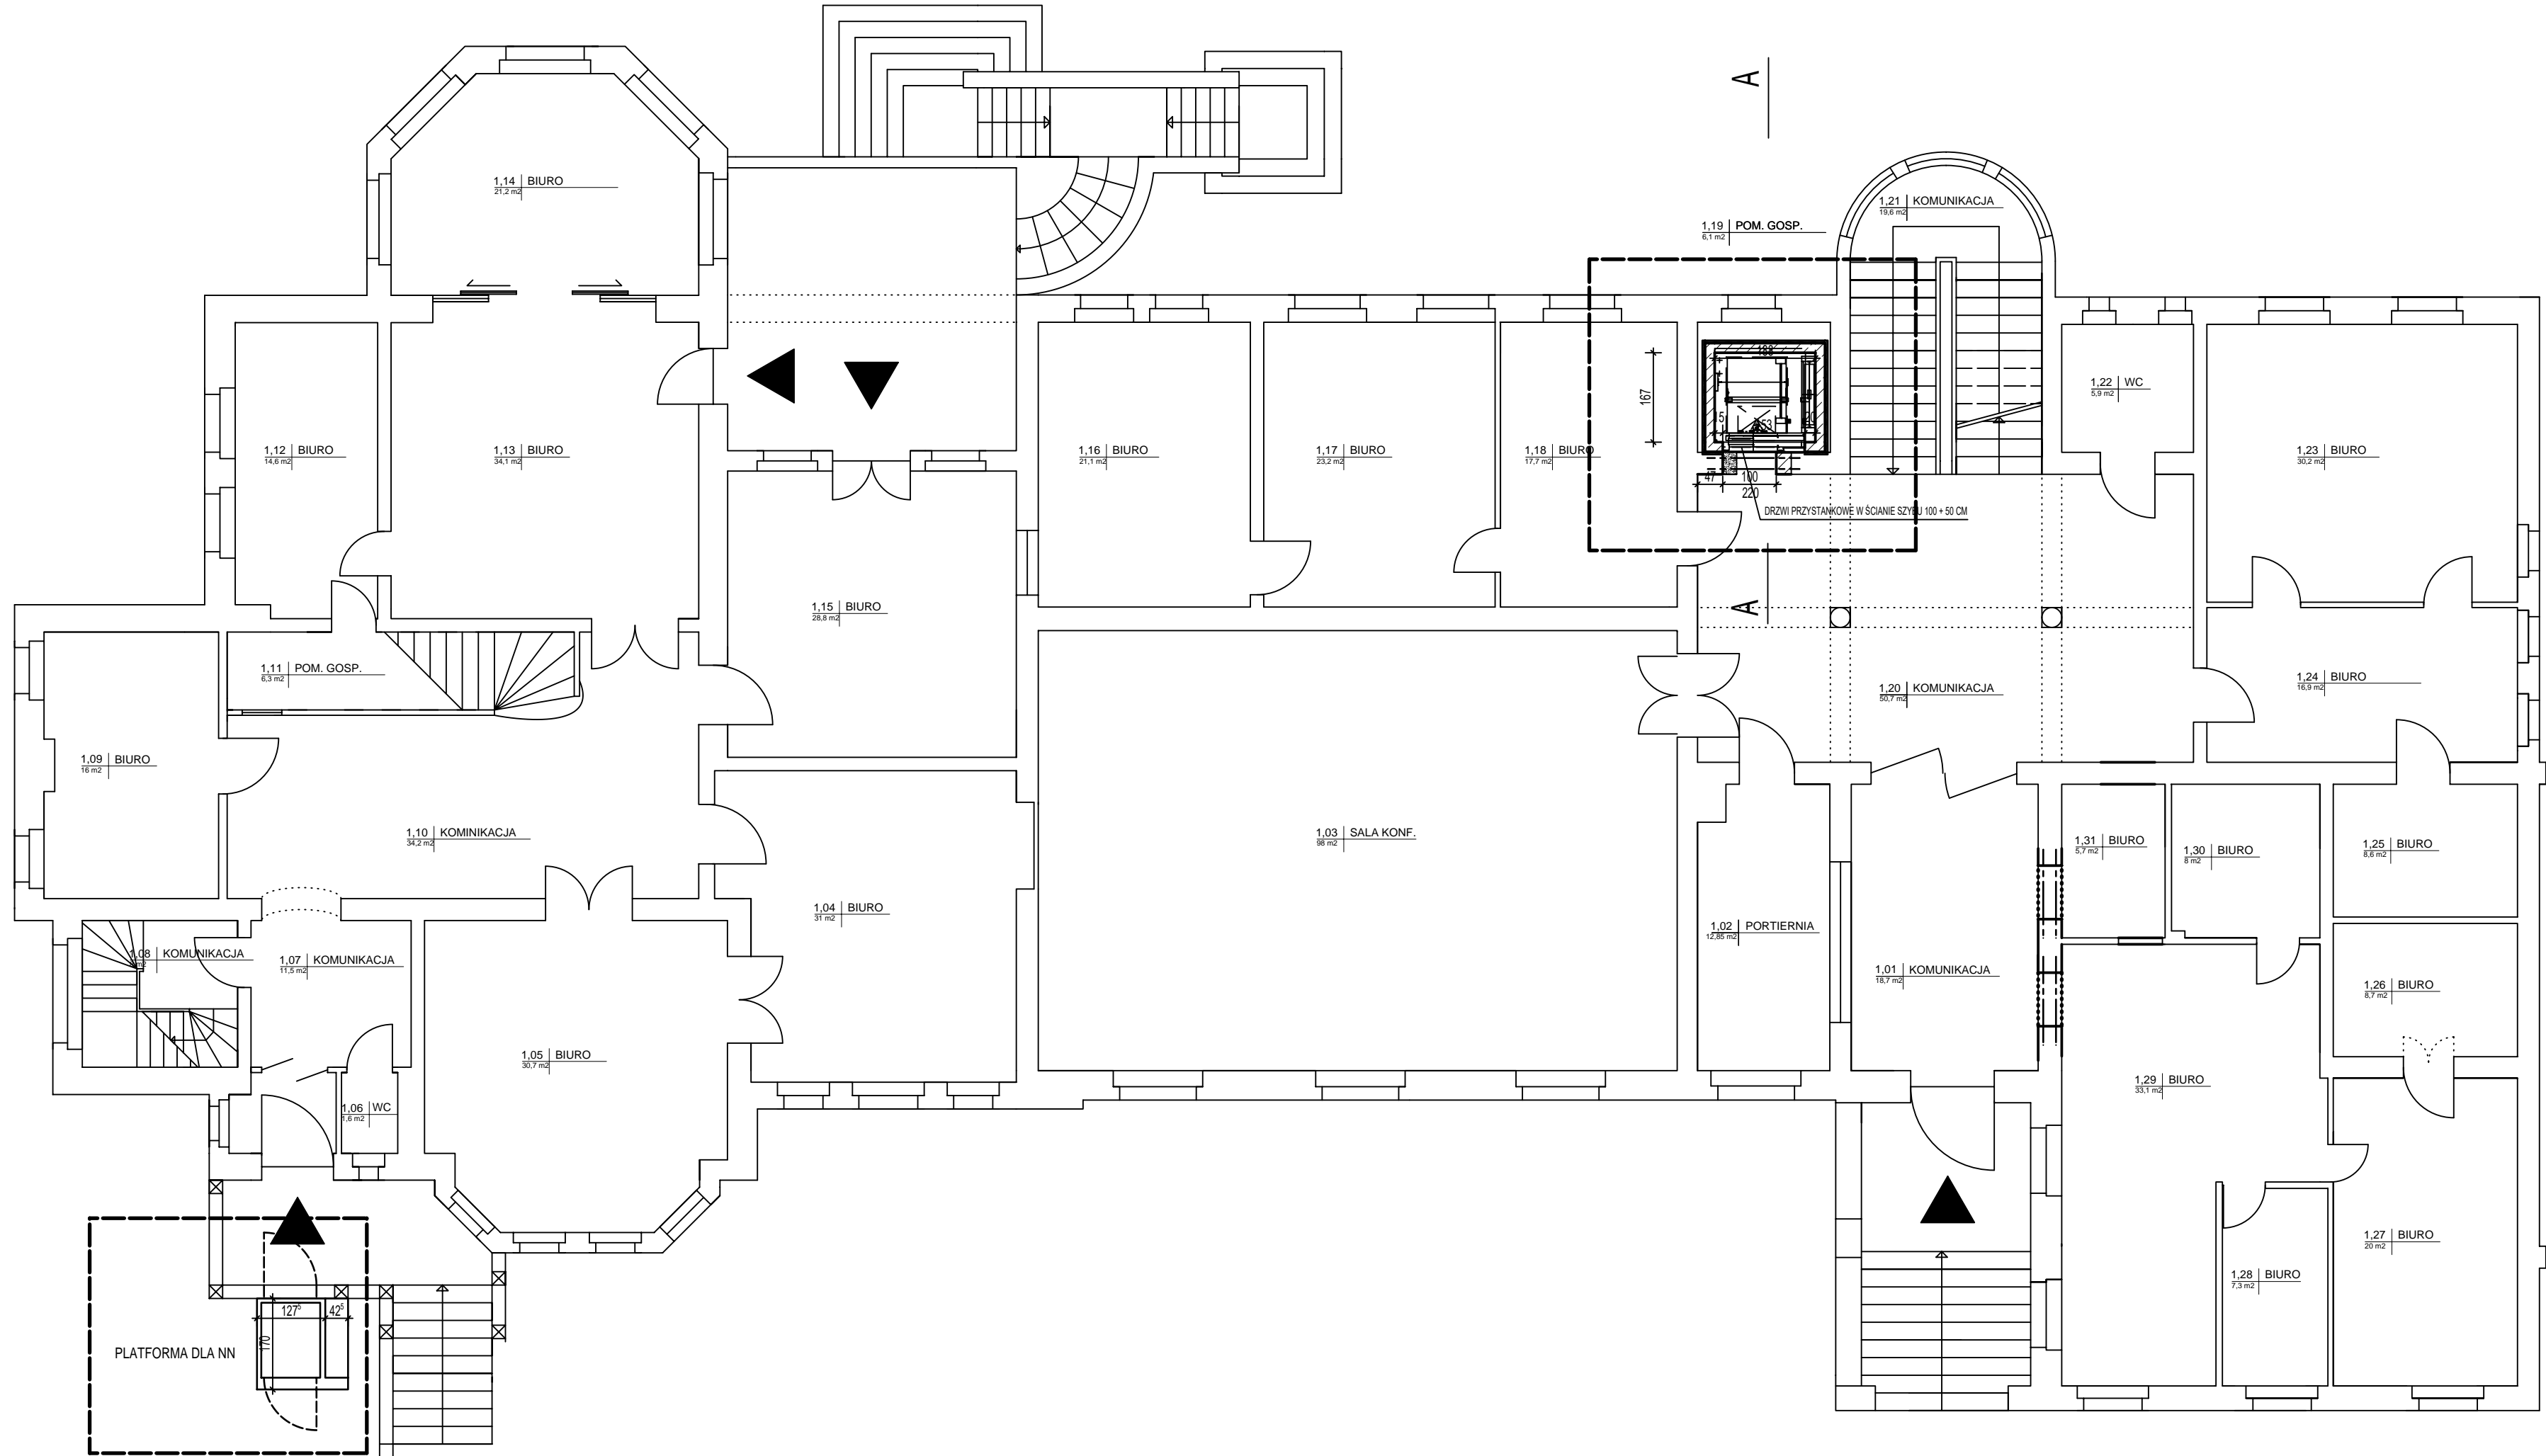 A
1,14 BIURO
21,2 m2
1,21 KOMUNIKACJA
19,6 m2
1,19 POM. GOSP.
6,1 m2
188
167
1,22 WC
5,9 m2
5
53
1,12 BIURO
14,6 m2
1,13 BIURO
34,1 m2
1,16 BIURO
21,1 m2
1,17 BIURO
23,2 m2
1,18 BIURO
17,7 m2
1,23 BIURO
30,2 m2
47
100
220
DRZWI PRZYSTANKOWE W ŚCIANIE SZYBU 100 + 50 CM
A
1,15 BIURO
28,8 m2
1,11 POM. GOSP.
6,3 m2
1,20 KOMUNIKACJA
50,7 m2
1,24 BIURO
16,9 m2
1,09 BIURO
16 m2
1,10 KOMINIKACJA
34,2 m2
1,03 SALA KONF.
98 m2
1,31 BIURO
5,7 m2
1,30 BIURO
8 m2
1,25 BIURO
8,6 m2
1,04 BIURO
31 m2
1,02 PORTIERNIA
12,85 m2
1,08 KOMUNIKACJA
1,07 KOMUNIKACJA
11,5 m2
1,01 KOMUNIKACJA
18,7 m2
1,26 BIURO
8,7 m2
1,05 BIURO
30,7 m2
1,06 WC
1,6 m2
1,29 BIURO
33,1 m2
1,27 BIURO
20 m2
1,28 BIURO
7,3 m2
127⁵
42⁵
170
PLATFORMA DLA NN